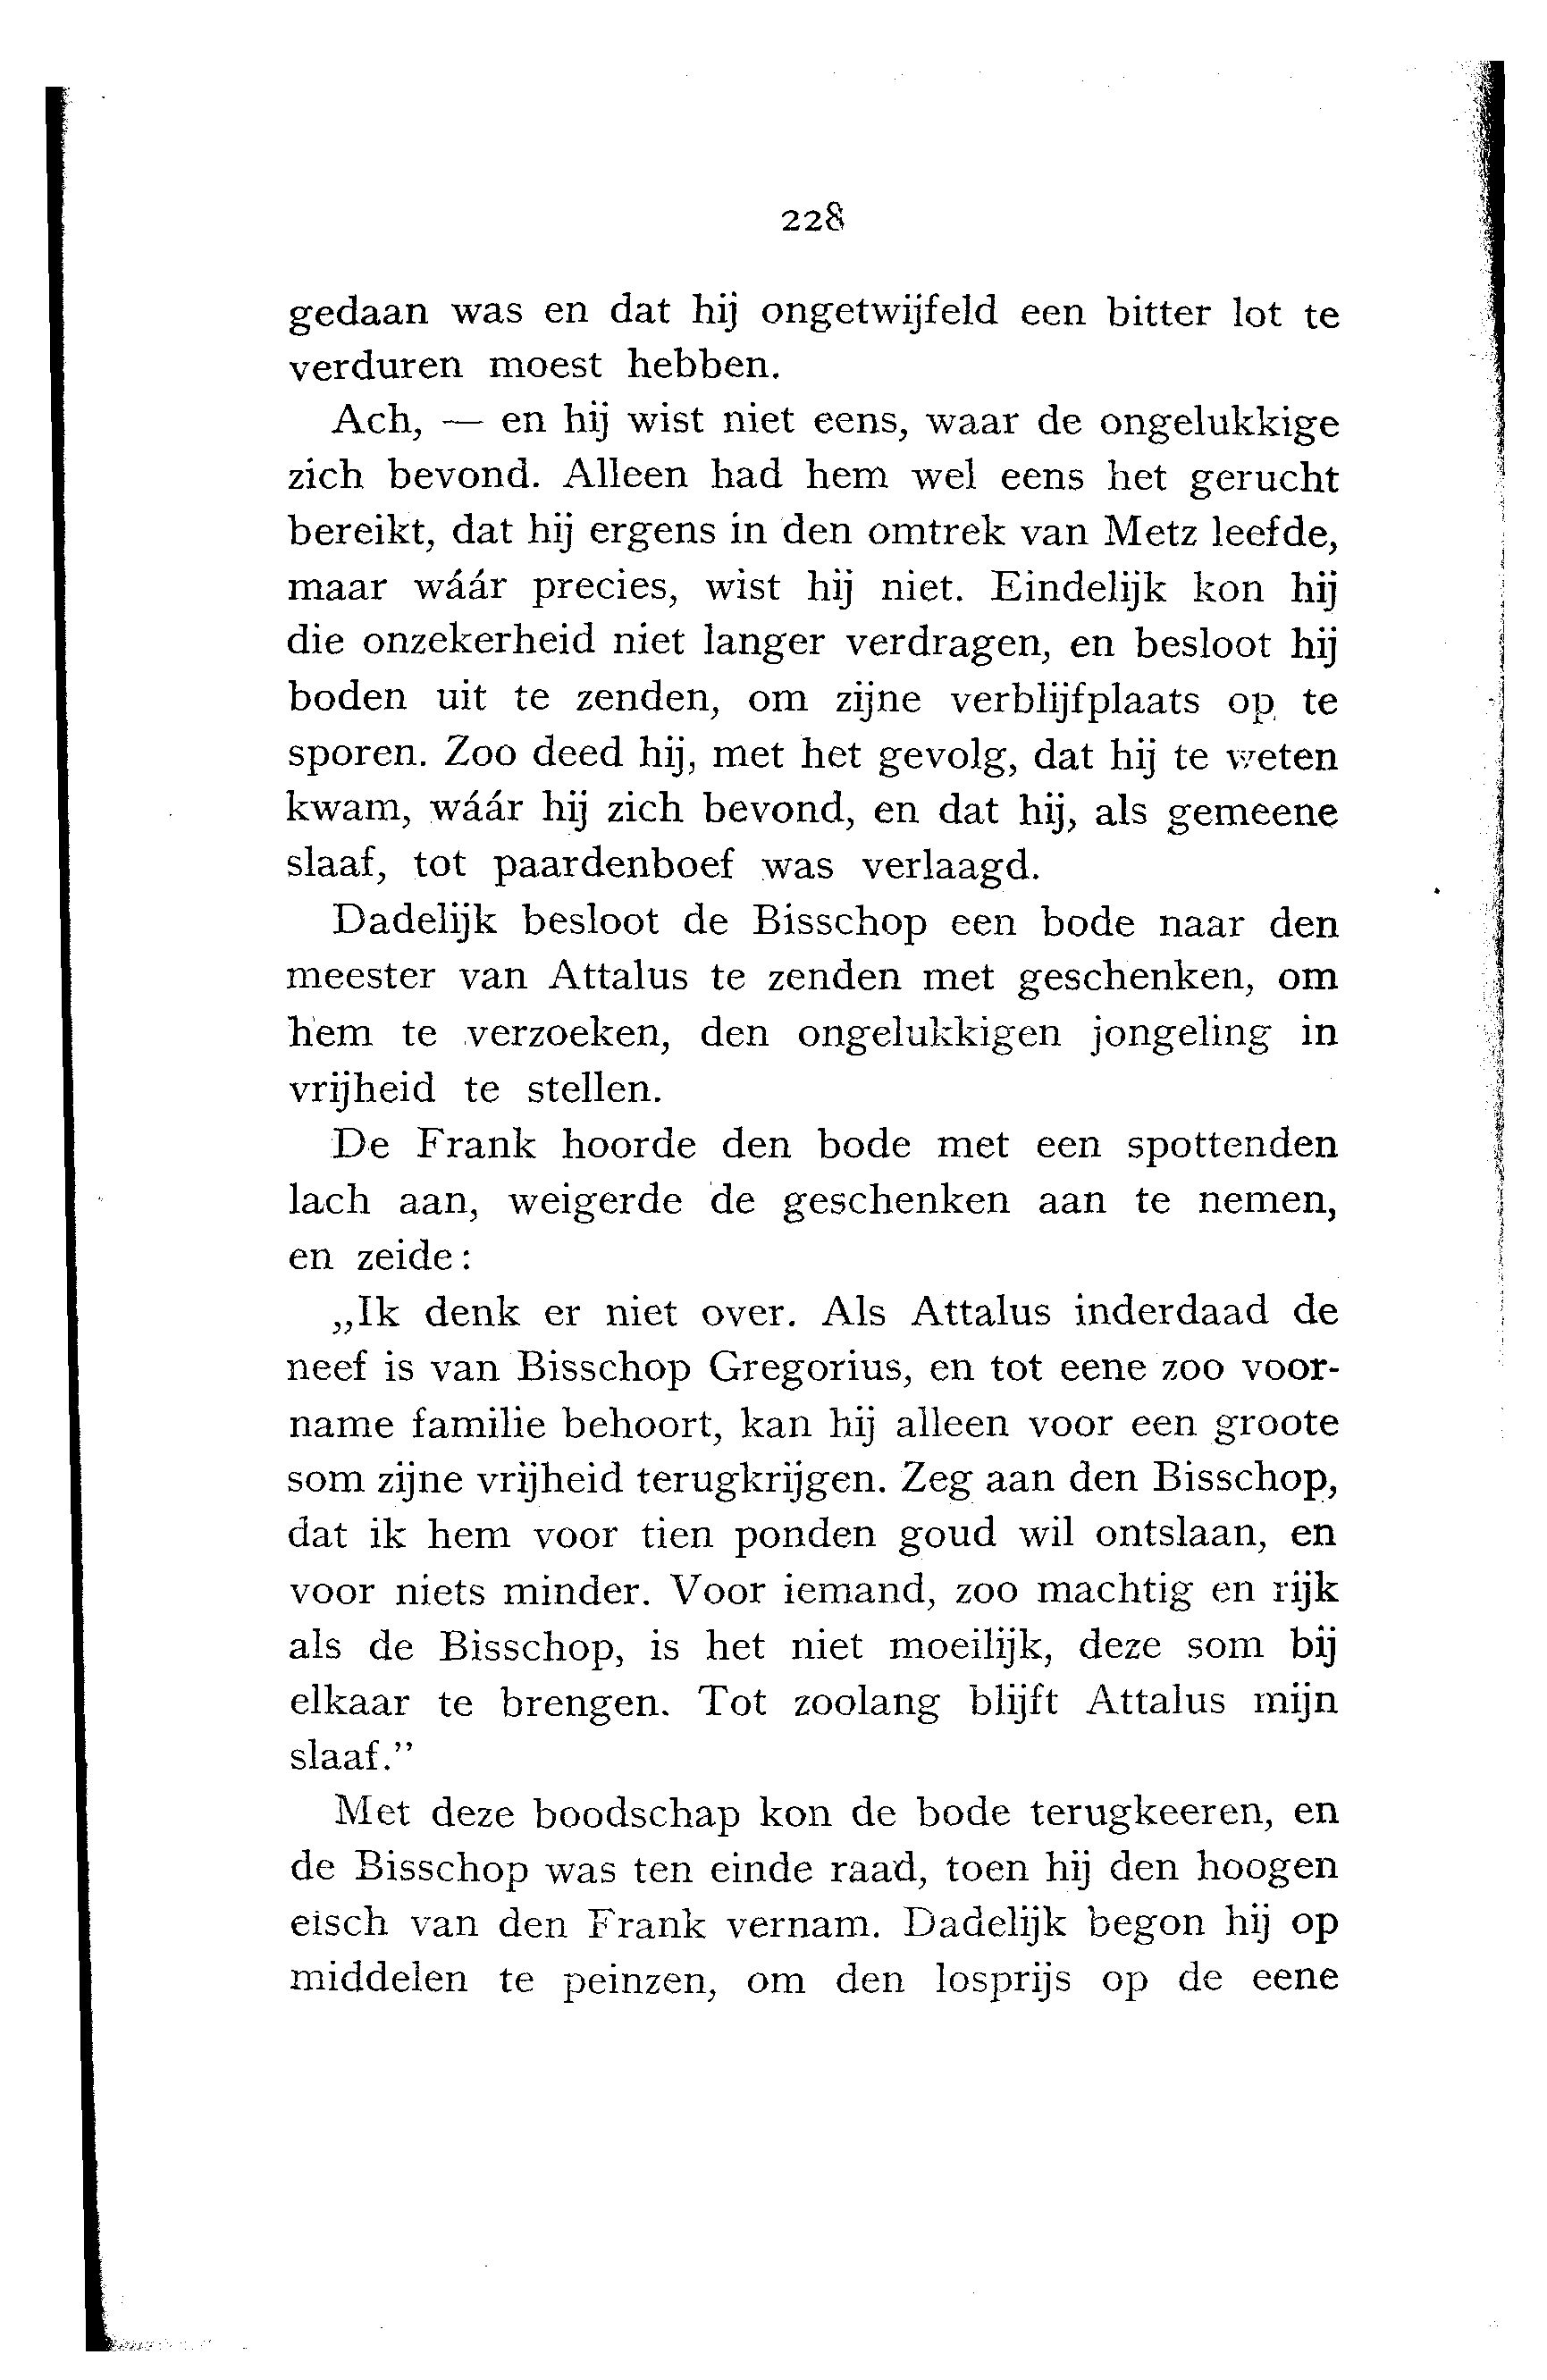 228
gedaan was en dat hij ongetwijfeld een bitter lot te
verduren moest hebben.
Ach, — en hij wist niet eens, waar de ongelukkige
zich bevond. Alleen had hem wel eens het gerucht
bereikt, dat hij ergens in den omtrek van Metz leefde,
maar wáár precies, wist hij niet. Eindelijk kon hij
die onzekerheid niet langer verdragen, en besloot hij
boden uit te zenden, om zijne verblijfplaats op te
sporen. Zoo deed hij, met het gevolg, dat hij te weten
kwam, wáár hij zich bevond, en dat hij, als gemeene
slaaf, tot paardenboef was verlaagd.
Dadelijk besloot de Bisschop een bode naar den
meester van Attalus te zenden met geschenken, om
hem te verzoeken, den ongelukkigen jongeling in
vrijheid te stellen.
De Frank hoorde den bode met een spottenden
lach aan, weigerde de geschenken aan te nemen,
en zeide:
„Ik denk er niet over. Als Attalus inderdaad de
neef is van Bisschop Gregorius, en tot eene zoo voor-
name familie behoort, kan hij alleen voor een groote
som zijne vrijheid terugkrijgen. Zeg aan den Bisschop,
dat ik hem voor tien ponden goud wil ontslaan, en
voor niets minder. Voor iemand, zoo machtig en rijk
als de Bisschop, is het niet moeilijk, deze som bij
elkaar te brengen. Tot zoolang blijft Attalus mijn
slaaf.”
Met deze boodschap kon de bode terugkeeren, en
de Bisschop was ten einde raad, toen hij den hoogen
eisch van den Frank vernam. Dadelijk begon hij op
middelen te peinzen, om den losprijs op de eene